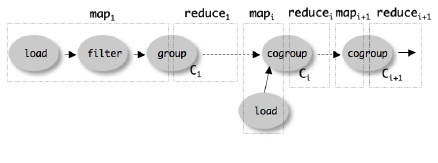 map₁ reduce₁ mapᵢ reduceᵢ mapᵢ₊₁ reduceᵢ₊₁
load filter group cogroup cogroup
C₁ Cᵢ Cᵢ₊₁
load